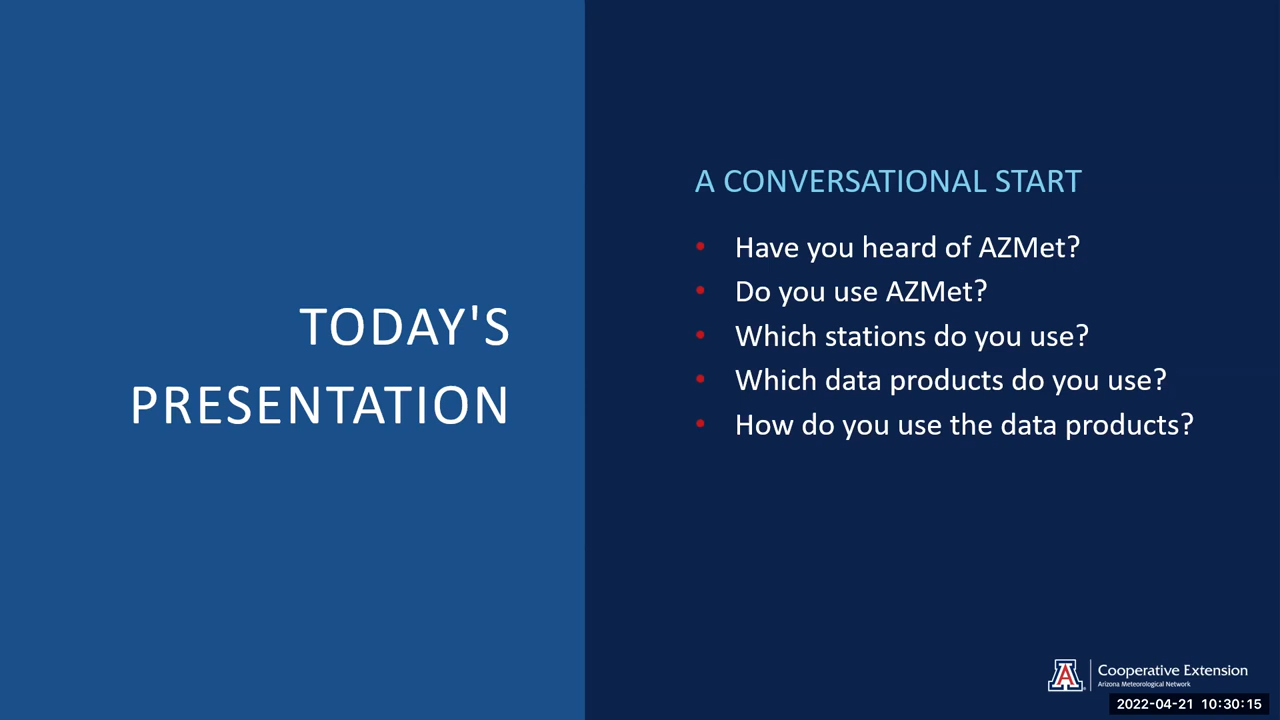 TODAY'S
PRESENTATION
A CONVERSATIONAL START
• Have you heard of AZMet?
• Do you use AZMet?
• Which stations do you use?
• Which data products do you use?
• How do you use the data products?
A
Cooperative Extension
Arizona Meteorological Network
2022-04-21 10:30:15